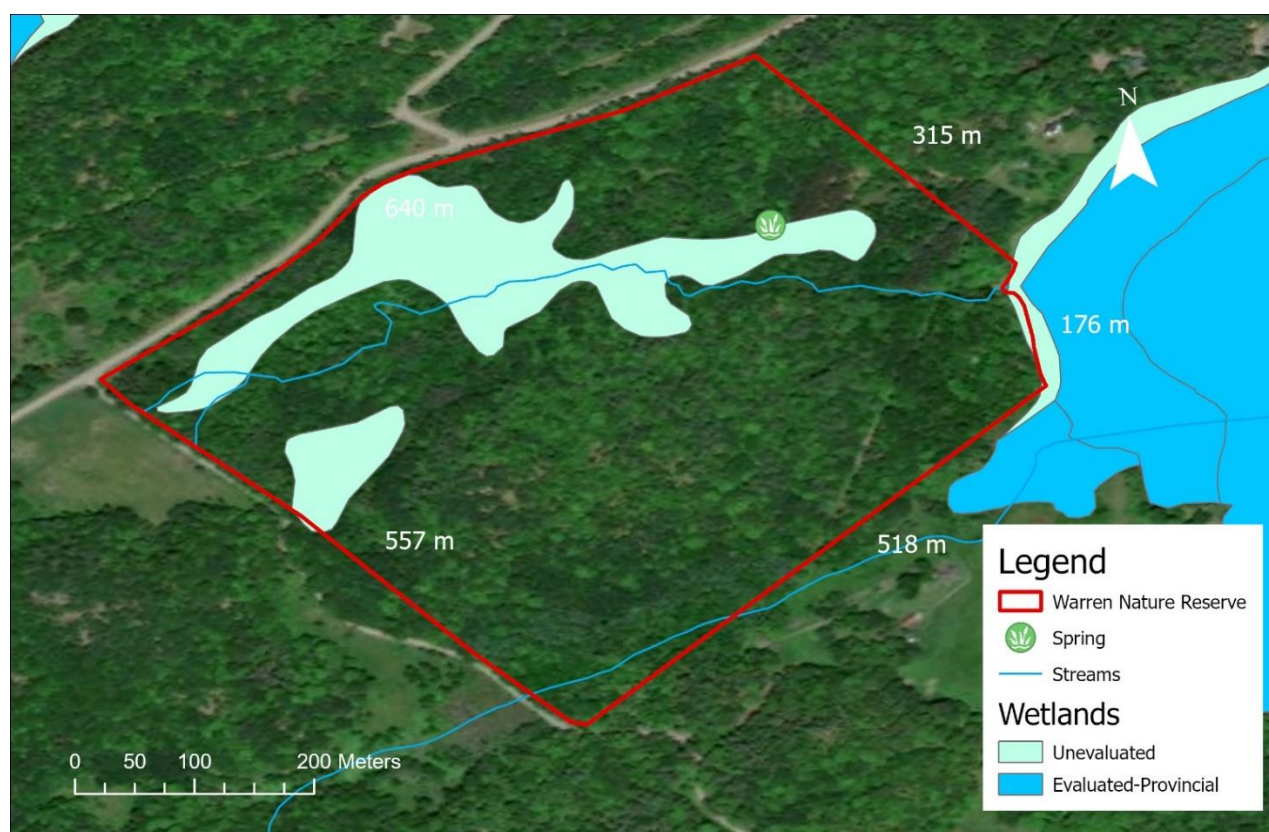 315 m
N
640 m
176 m
557 m
518 m
Legend
Warren Nature Reserve
Spring
Streams
Wetlands
Unevaluated
Evaluated-Provincial
0 50 100 200 Meters